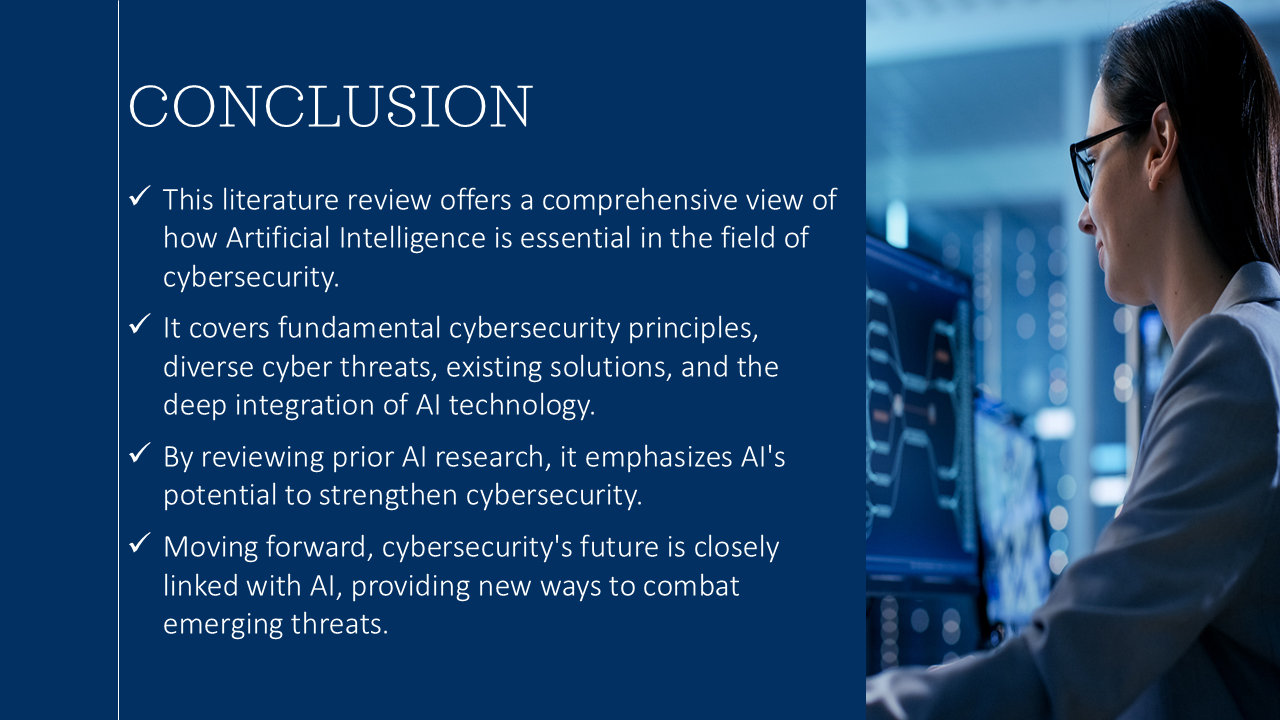 CONCLUSION
✓ This literature review offers a comprehensive view of
how Artificial Intelligence is essential in the field of
cybersecurity.
✓ It covers fundamental cybersecurity principles,
diverse cyber threats, existing solutions, and the
deep integration of AI technology.
✓ By reviewing prior AI research, it emphasizes AI's
potential to strengthen cybersecurity.
✓ Moving forward, cybersecurity's future is closely
linked with AI, providing new ways to combat
emerging threats.